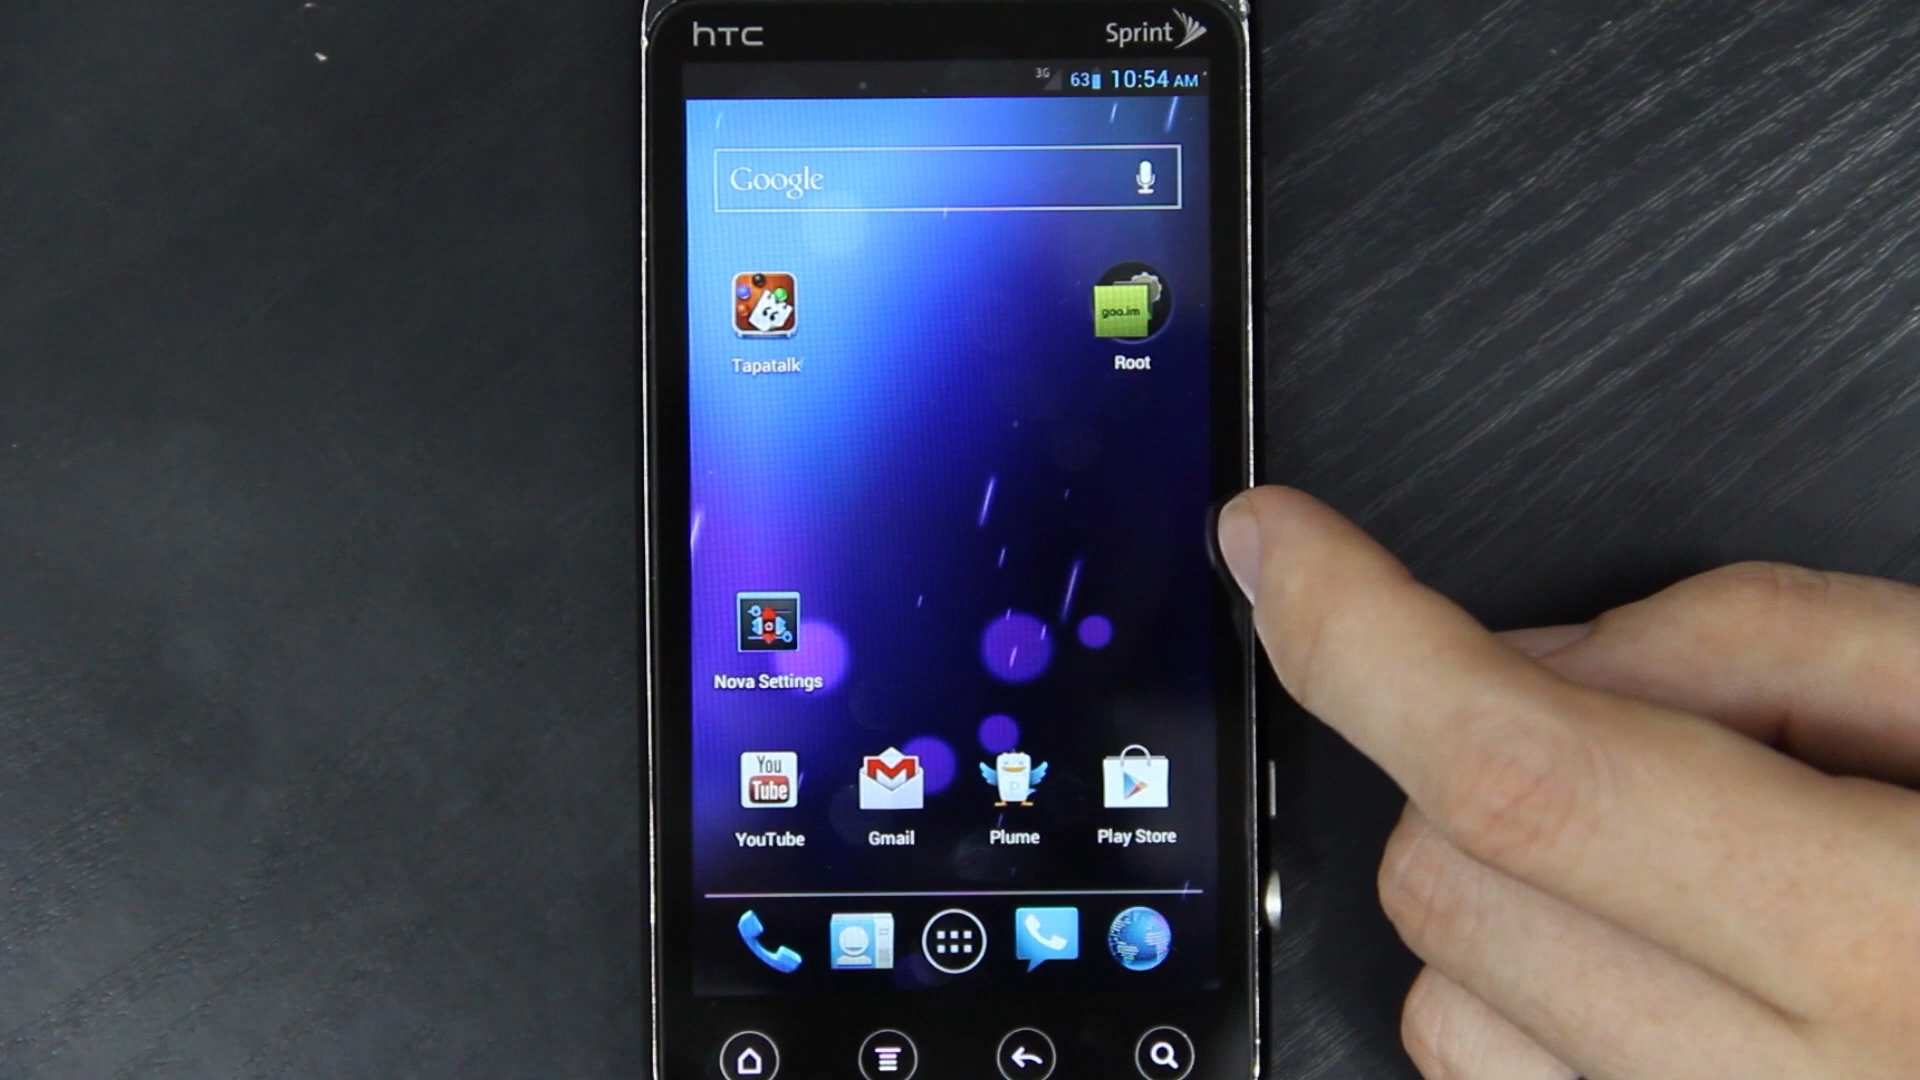 hTC
Sprint
3G 63 10:54 AM
Google
goo.im
Tapatalk
Root
Nova Settings
You
Tube
P
YouTube
Gmail
Plume
Play Store